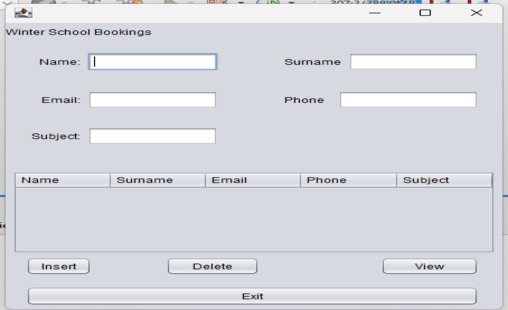 Winter School Bookings
Name: Surname
Email: Phone
Subject:
Name Surname Email Phone Subject
Insert Delete View
Exit